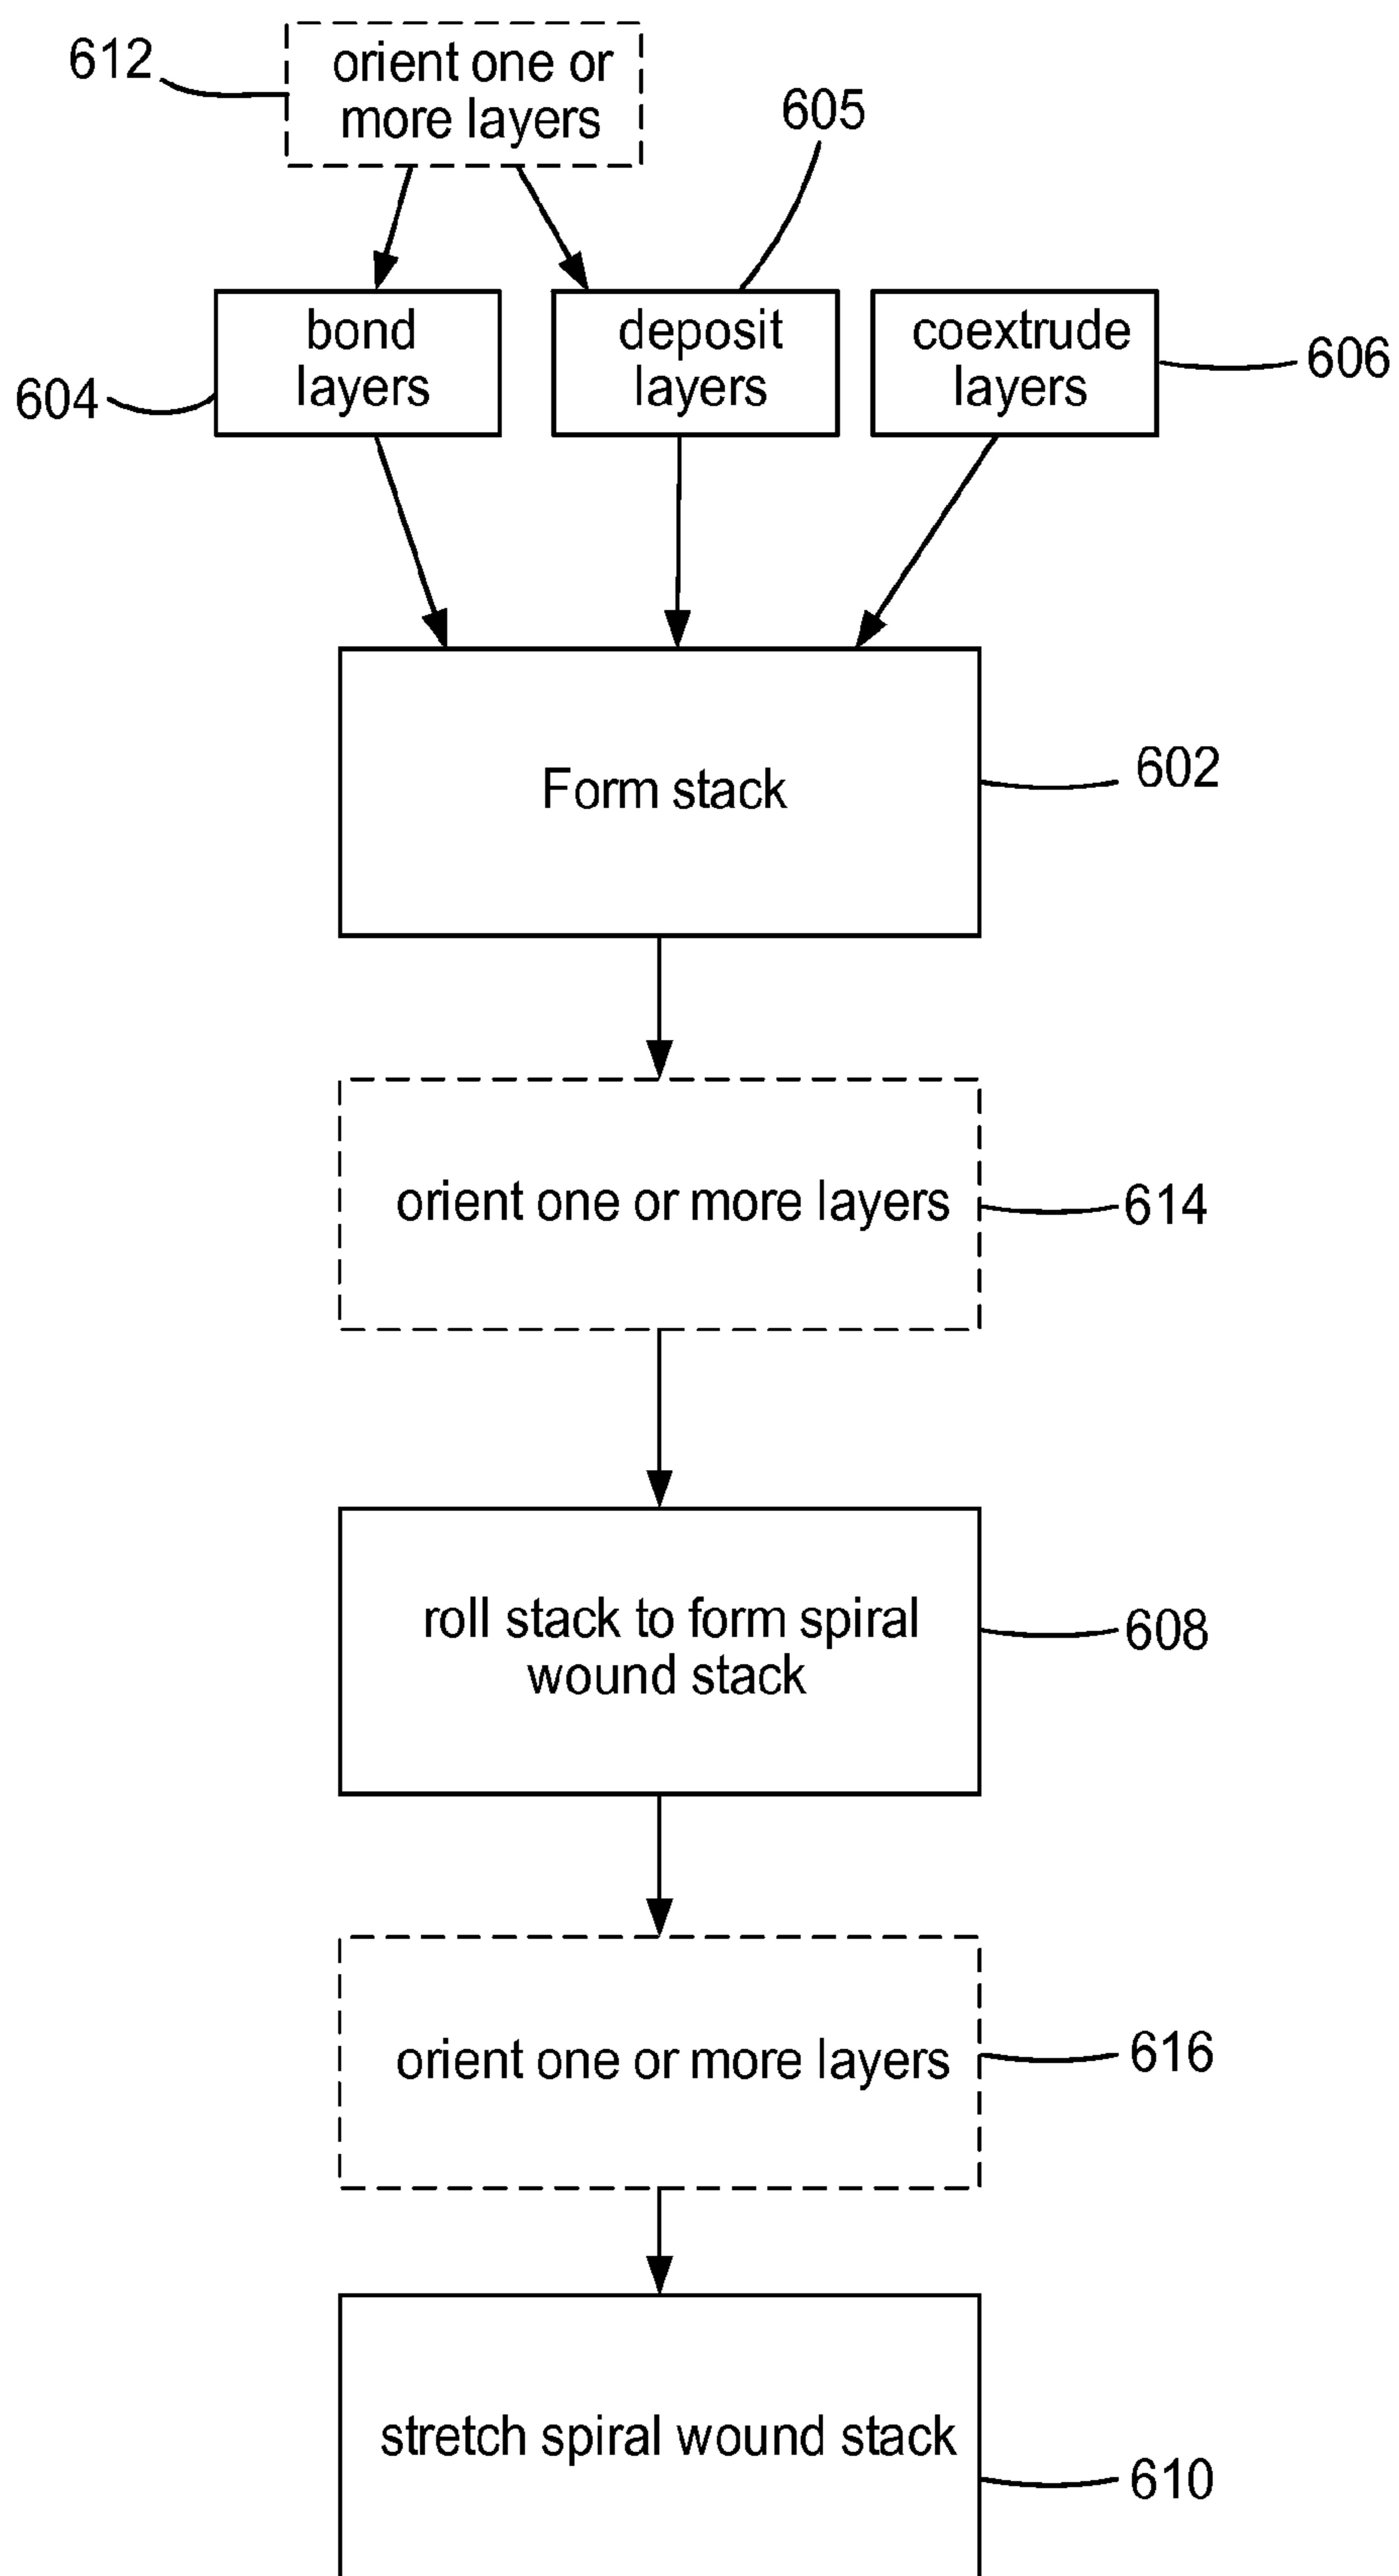 612
orient one or
more layers
605
bond
layers
deposit
layers
coextrude
layers
604
606
Form stack
602
orient one or more layers
614
roll stack to form spiral
wound stack
608
orient one or more layers
616
stretch spiral wound stack
610